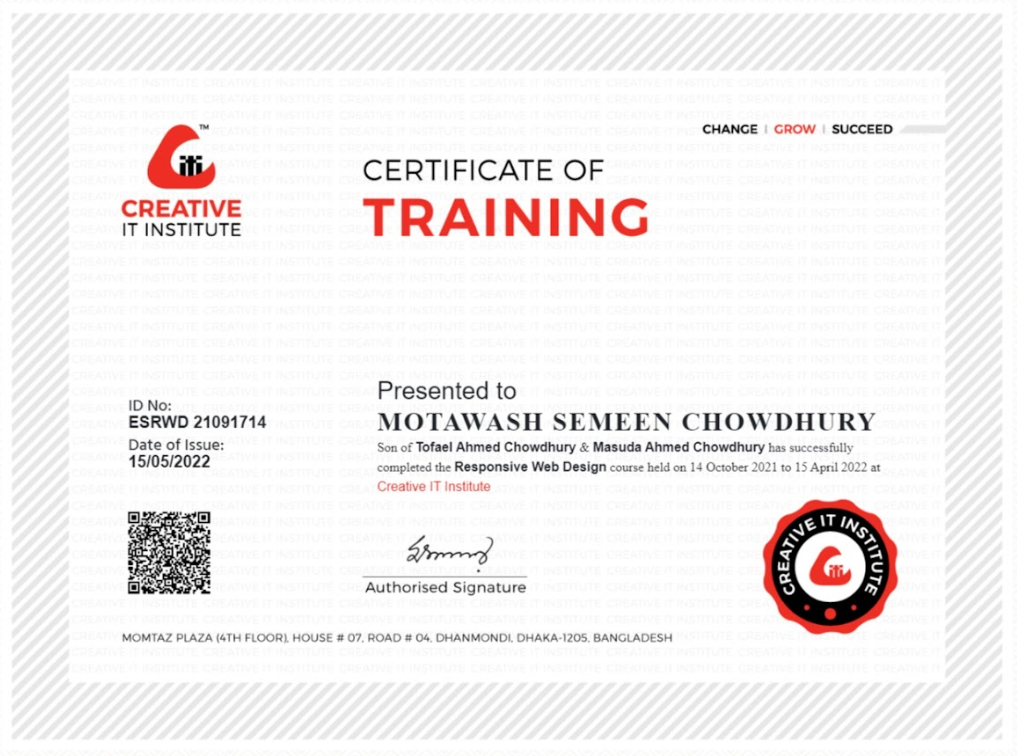 CHANGE | GROW | SUCCEED
iti
TM
CREATIVE
IT INSTITUTE
CERTIFICATE OF
TRAINING
ID No:
ESRWD 21091714
Date of Issue:
15/05/2022
Presented to
MOTAWASH SEMEEN CHOWDHURY
Son of Tofael Ahmed Chowdhury & Masuda Ahmed Chowdhury has successfully
completed the Responsive Web Design course held on 14 October 2021 to 15 April 2022 at
Creative IT Institute
Authorised Signature
CREATIVE IT INSTITUTE
iti
MOMTAZ PLAZA (4TH FLOOR), HOUSE # 07, ROAD # 04, DHANMONDI, DHAKA-1205, BANGLADESH